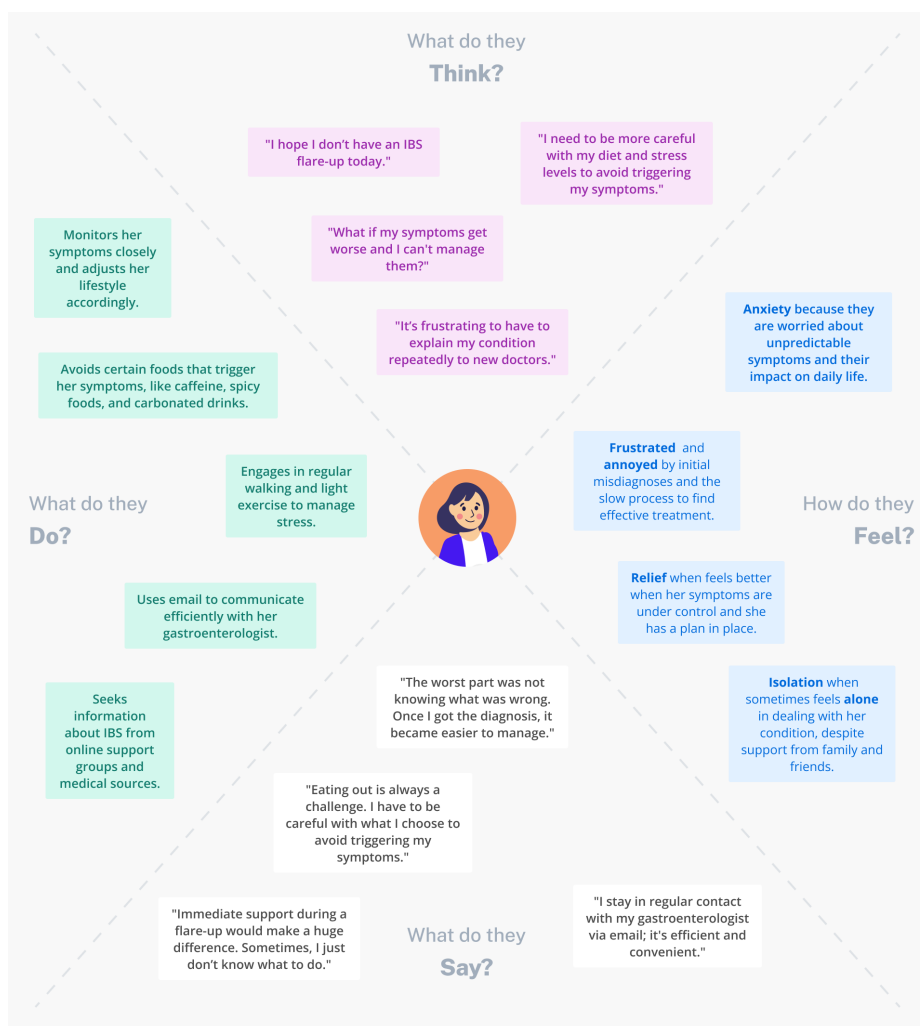 What do they
Think?
"I hope I don’t have an IBS
flare-up today."
"I need to be more careful
with my diet and stress
levels to avoid triggering
my symptoms."
"What if my symptoms get
worse and I can't manage
them?"
"It’s frustrating to have to
explain my condition
repeatedly to new doctors."
Monitors her
symptoms closely
and adjusts her
lifestyle
accordingly.
Avoids certain foods that trigger
her symptoms, like caffeine, spicy
foods, and carbonated drinks.
Engages in regular
walking and light
exercise to manage
stress.
What do they
Do?
Uses email to communicate
efficiently with her
gastroenterologist.
Seeks
information
about IBS from
online support
groups and
medical sources.
Anxiety because they
are worried about
unpredictable
symptoms and their
impact on daily life.
Frustrated and
annoyed by initial
misdiagnoses and the
slow process to find
effective treatment.
How do they
Feel?
Relief when feels better
when her symptoms are
under control and she
has a plan in place.
Isolation when
sometimes feels alone
in dealing with her
condition, despite
support from family and
friends.
"The worst part was not
knowing what was wrong.
Once I got the diagnosis, it
became easier to manage."
"Eating out is always a
challenge. I have to be
careful with what I choose to
avoid triggering my
symptoms."
"Immediate support during a
flare-up would make a huge
difference. Sometimes, I just
don’t know what to do."
What do they
Say?
"I stay in regular contact
with my gastroenterologist
via email; it's efficient and
convenient."